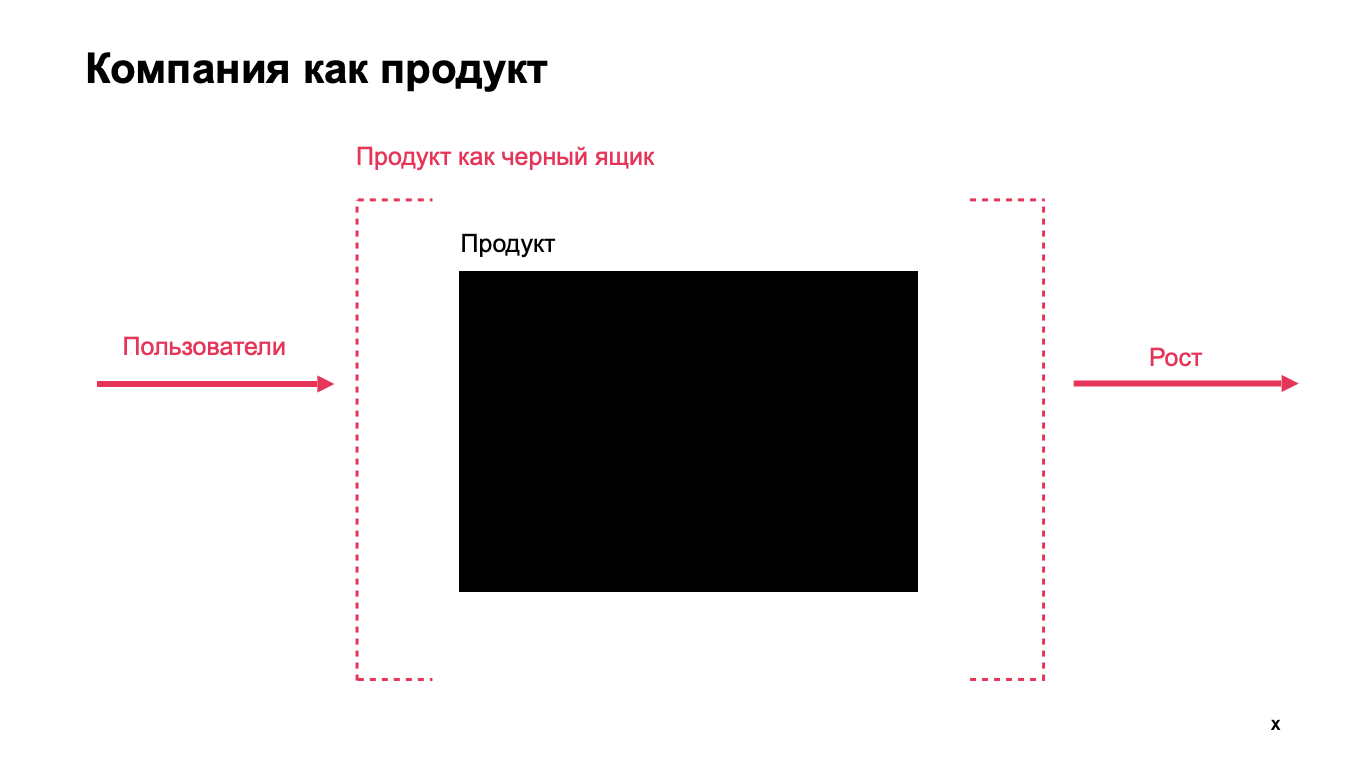 Компания как продукт
Продукт как черный ящик
Продукт
Пользователи
Рост
x